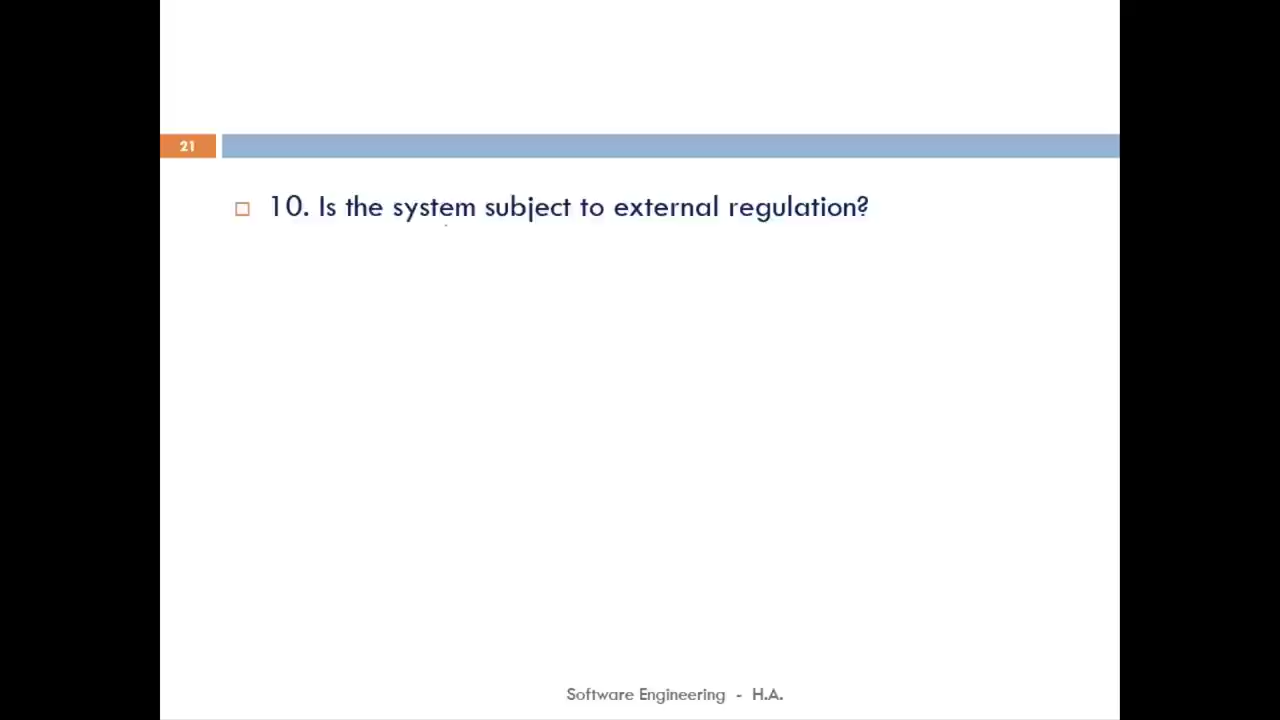 21
10. Is the system subject to external regulation?
Software Engineering - H.A.